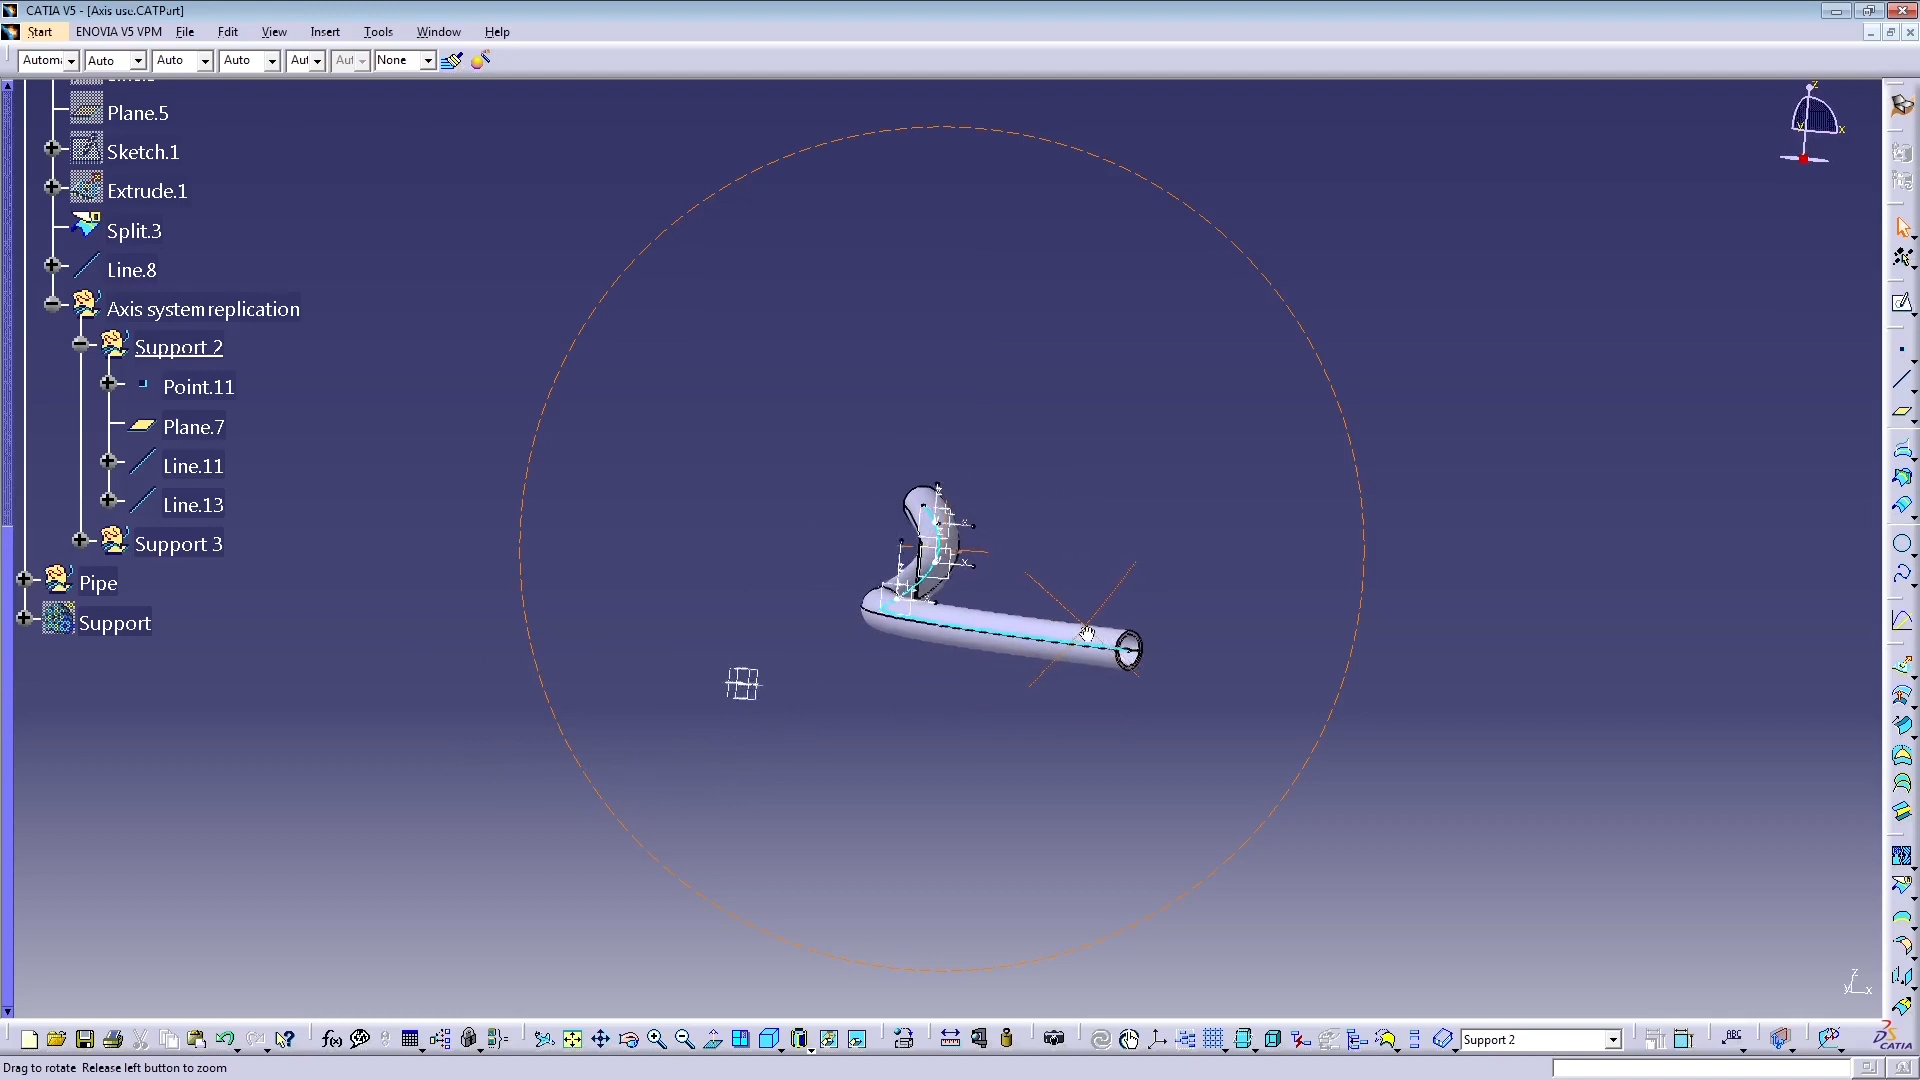 CATIA V5 - [Axis use.CATPart]
Start ENOVIA V5 VPM File Edit View Insert Tools Window Help
Auto Auto Auto None
Plane.5
Sketch.1
Extrude.1
Split.3
Line.8
Axis system replication
Support 2
Point.11
Plane.7
Line.11
Line.13
Support 3
Pipe
Support
z
x
y
z
y x
Support 2
ABC
CATIA
Drag to rotate Release left button to zoom